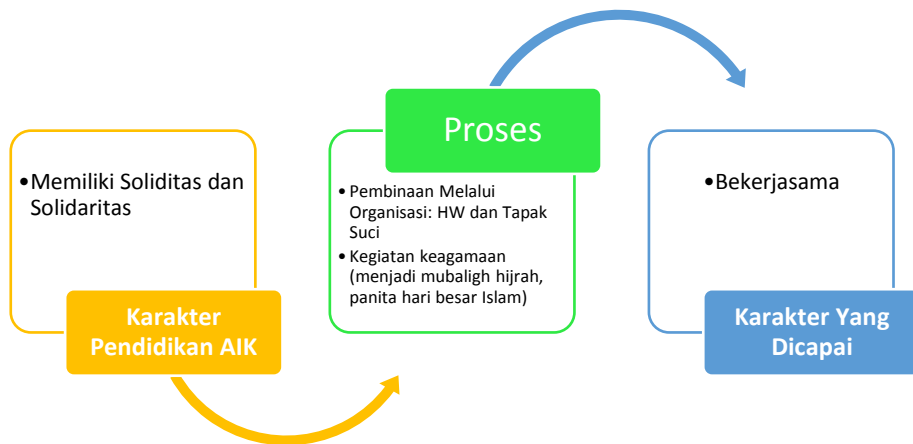 •Memiliki Soliditas dan
Solidaritas
Karakter
Pendidikan AIK
Proses
• Pembinaan Melalui
Organisasi: HW dan Tapak
Suci
• Kegiatan keagamaan
(menjadi mubaligh hijrah,
panita hari besar Islam)
•Bekerjasama
Karakter Yang
Dicapai